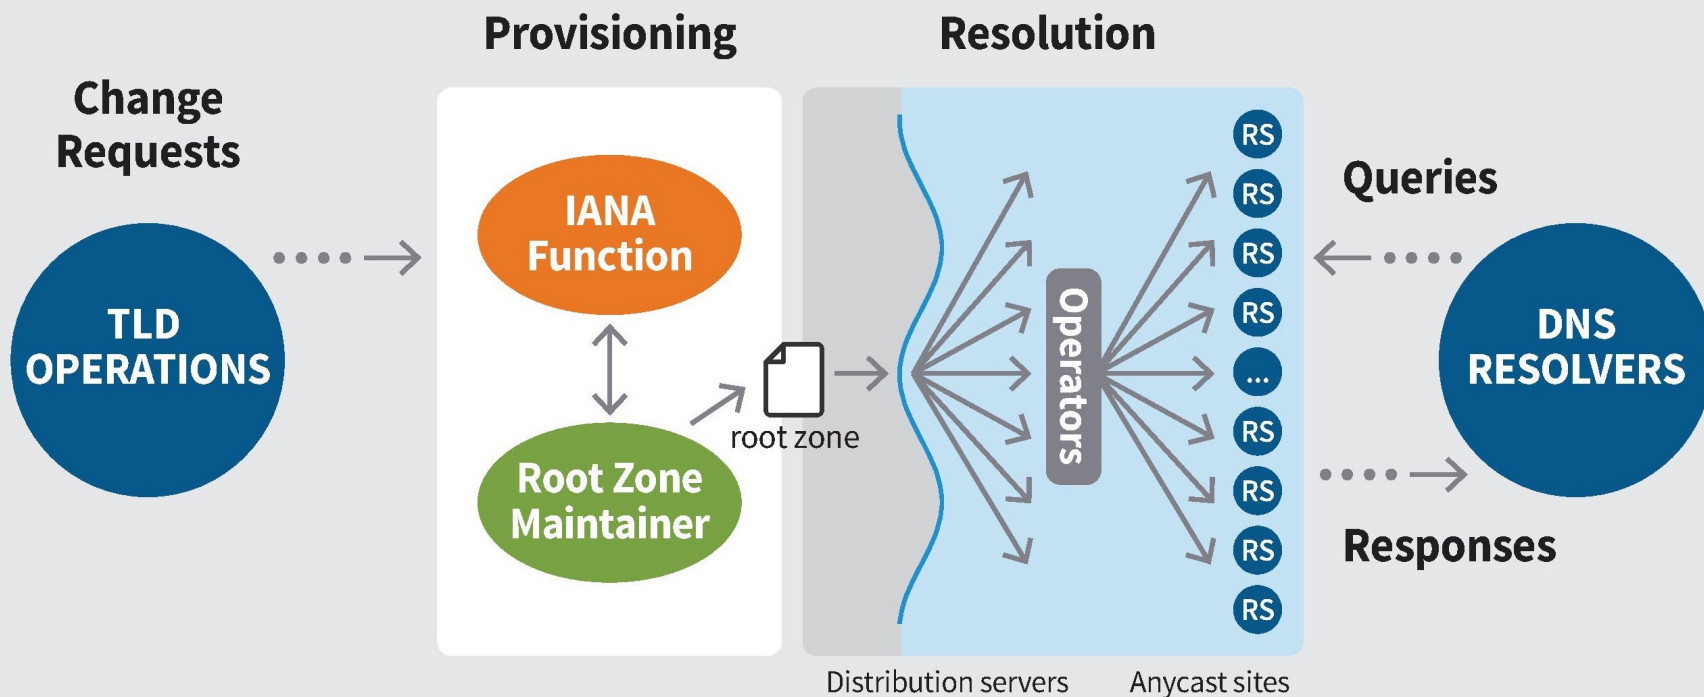 Provisioning
Resolution
Change
Requests
TLD
OPERATIONS
IANA
Function
Root Zone
Maintainer
root zone
Operators
RS
RS
RS
RS
...
RS
RS
RS
RS
Distribution servers
Anycast sites
Queries
DNS
RESOLVERS
Responses